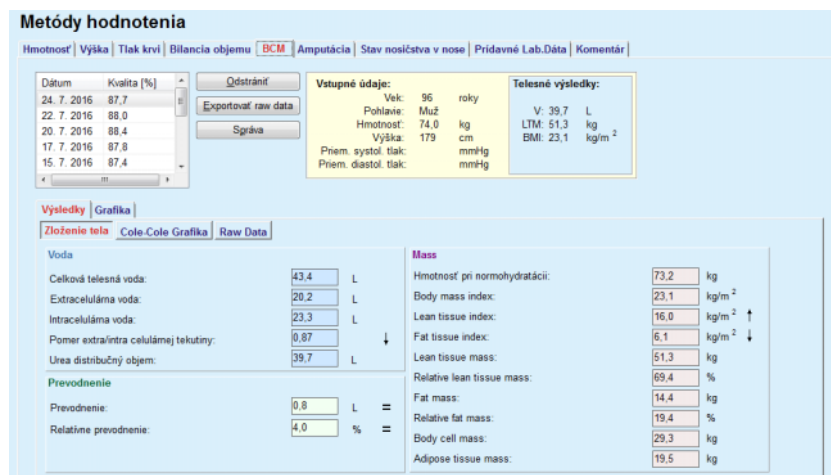 Metódy hodnotenia
Hmotnosť Výška Tlak krvi Bilancia objemu BCM Amputácia Stav nosičstva v nose Prídavné Lab.Dáta Komentár
Dátum Kvalita [%]
24. 7. 2016 87,7
22. 7. 2016 88,0
20. 7. 2016 88,4
17. 7. 2016 87,8
15. 7. 2016 87,4
Odstrániť
Exportovať raw data
Správa
Vstupné údaje:
Vek: 96 roky
Pohlavie: Muž
Hmotnosť: 74,0 kg
Výška: 179 cm
Priem. systol. tlak: mmHg
Priem. diastol. tlak: mmHg
Telesné výsledky:
V: 39,7 L
LTM: 51,3 kg
BMI: 23,1 kg/m 2
Výsledky Grafika
Zloženie tela Cole-Cole Grafika Raw Data
Voda
Celková telesná voda: 43,4 L
Extracelulárna voda: 20,2 L
Intracelulárna voda: 23,3 L
Pomer extra/intra celulárnej tekutiny: 0,87 ↓
Urea distribučný objem: 39,7 L
Prevodnenie
Prevodnenie: 0,8 L =
Relatívne prevodnenie: 4,0 % =
Mass
Hmotnosť pri normohydratácii: 73,2 kg
Body mass index: 23,1 kg/m 2
Lean tissue index: 16,0 kg/m 2 ↑
Fat tissue index: 6,1 kg/m 2 ↓
Lean tissue mass: 51,3 kg
Relative lean tissue mass: 69,4 %
Fat mass: 14,4 kg
Relative fat mass: 19,4 %
Body cell mass: 29,3 kg
Adipose tissue mass: 19,5 kg